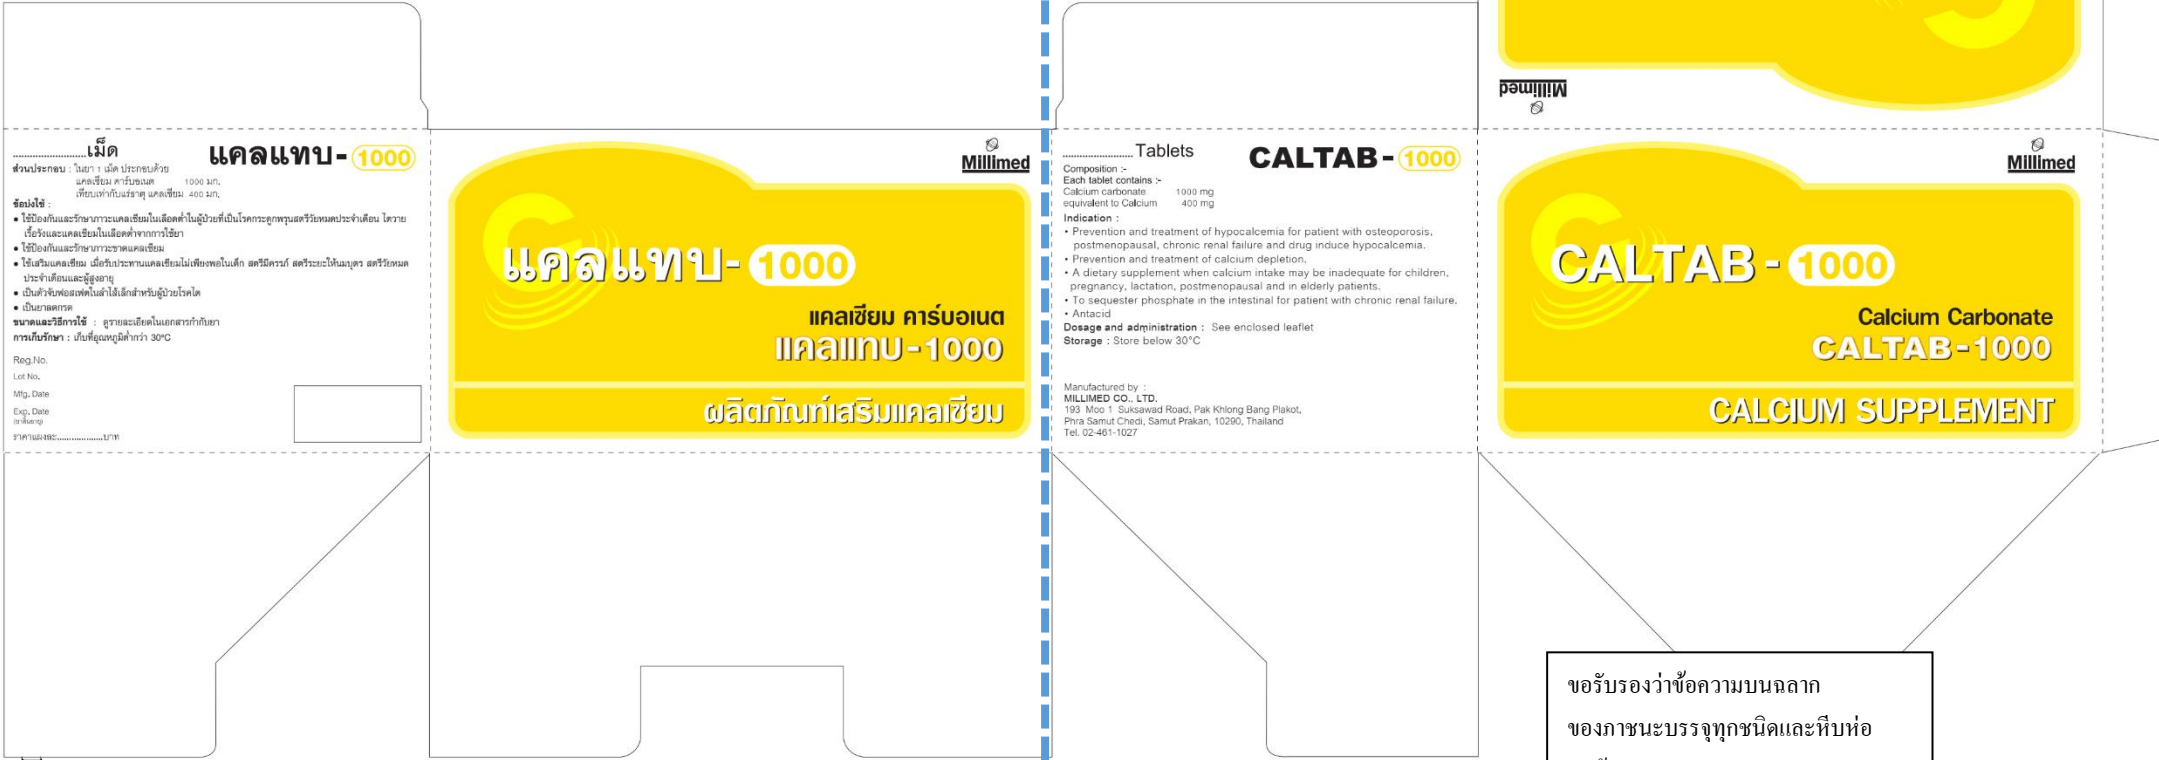 Millimed
..........................เม็ด
แคลแทบ-1000
ส่วนประกอบ : ในยา 1 เม็ด ประกอบด้วย
แคลเซียม คาร์บอเนต 1000 มก.
เทียบเท่ากับแร่ธาตุ แคลเซียม 400 มก.
ข้อบ่งใช้ :
• ใช้ป้องกันและรักษาภาวะแคลเซียมในเลือดต่ำในผู้ป่วยที่เป็นโรคกระดูกพรุนสตรีวัยหมดประจำเดือน ไตวาย
เรื้อรังและแคลเซียมในเลือดต่ำจากการใช้ยา
• ใช้ป้องกันและรักษาภาวะขาดแคลเซียม
• ใช้เสริมแคลเซียม เมื่อรับประทานแคลเซียมไม่เพียงพอในเด็ก สตรีมีครรภ์ สตรีระยะให้นมบุตร สตรีวัยหมด
ประจำเดือนและผู้สูงอายุ
• เป็นตัวจับฟอสเฟตในลำไส้เล็กสำหรับผู้ป่วยโรคไต
• เป็นยาลดกรด
ขนาดและวิธีการใช้ : ดูรายละเอียดในเอกสารกำกับยา
การเก็บรักษา : เก็บที่อุณหภูมิต่ำกว่า 30°C
Reg.No.
Lot No.
Mfg. Date
Exp. Date
(ยาสิ้นอายุ)
ราคาแผงละ...................บาท
Millimed
แคลแทบ-1000
แคลเซียม คาร์บอเนต
แคลแทบ-1000
ผลิตภัณฑ์เสริมแคลเซียม
......................... Tablets
CALTAB-1000
Composition :-
Each tablet contains :-
Calcium carbonate 1000 mg
equivalent to Calcium 400 mg
Indication :
• Prevention and treatment of hypocalcemia for patient with osteoporosis,
postmenopausal, chronic renal failure and drug induce hypocalcemia.
• Prevention and treatment of calcium depletion.
• A dietary supplement when calcium intake may be inadequate for children,
pregnancy, lactation, postmenopausal and in elderly patients.
• To sequester phosphate in the intestinal for patient with chronic renal failure.
• Antacid
Dosage and administration : See enclosed leaflet
Storage : Store below 30°C
Manufactured by :
MILLIMED CO., LTD.
193 Moo 1 Suksawad Road, Pak Khlong Bang Plakot,
Phra Samut Chedi, Samut Prakan, 10290, Thailand
Tel. 02-461-1027
Millimed
CALTAB-1000
Calcium Carbonate
CALTAB-1000
CALCIUM SUPPLEMENT
ขอรับรองว่าข้อความบนฉลาก
ของภาชนะบรรจุทุกชนิดและหีบห่อ